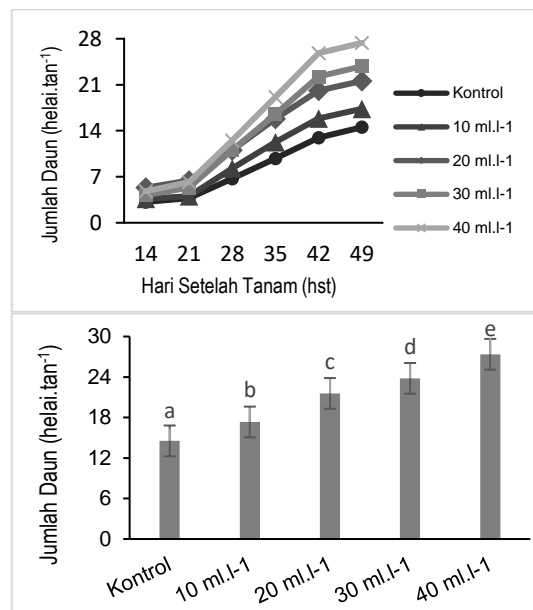 Jumlah Daun (helai.tan⁻¹)
28
21
14
7
0
14 21 28 35 42 49
Hari Setelah Tanam (hst)
Kontrol
10 ml.l-1
20 ml.l-1
30 ml.l-1
40 ml.l-1
Jumlah Daun (helai.tan⁻¹)
30
24
18
12
6
0
a b c d e
Kontrol 10 ml.l-1 20 ml.l-1 30 ml.l-1 40 ml.l-1